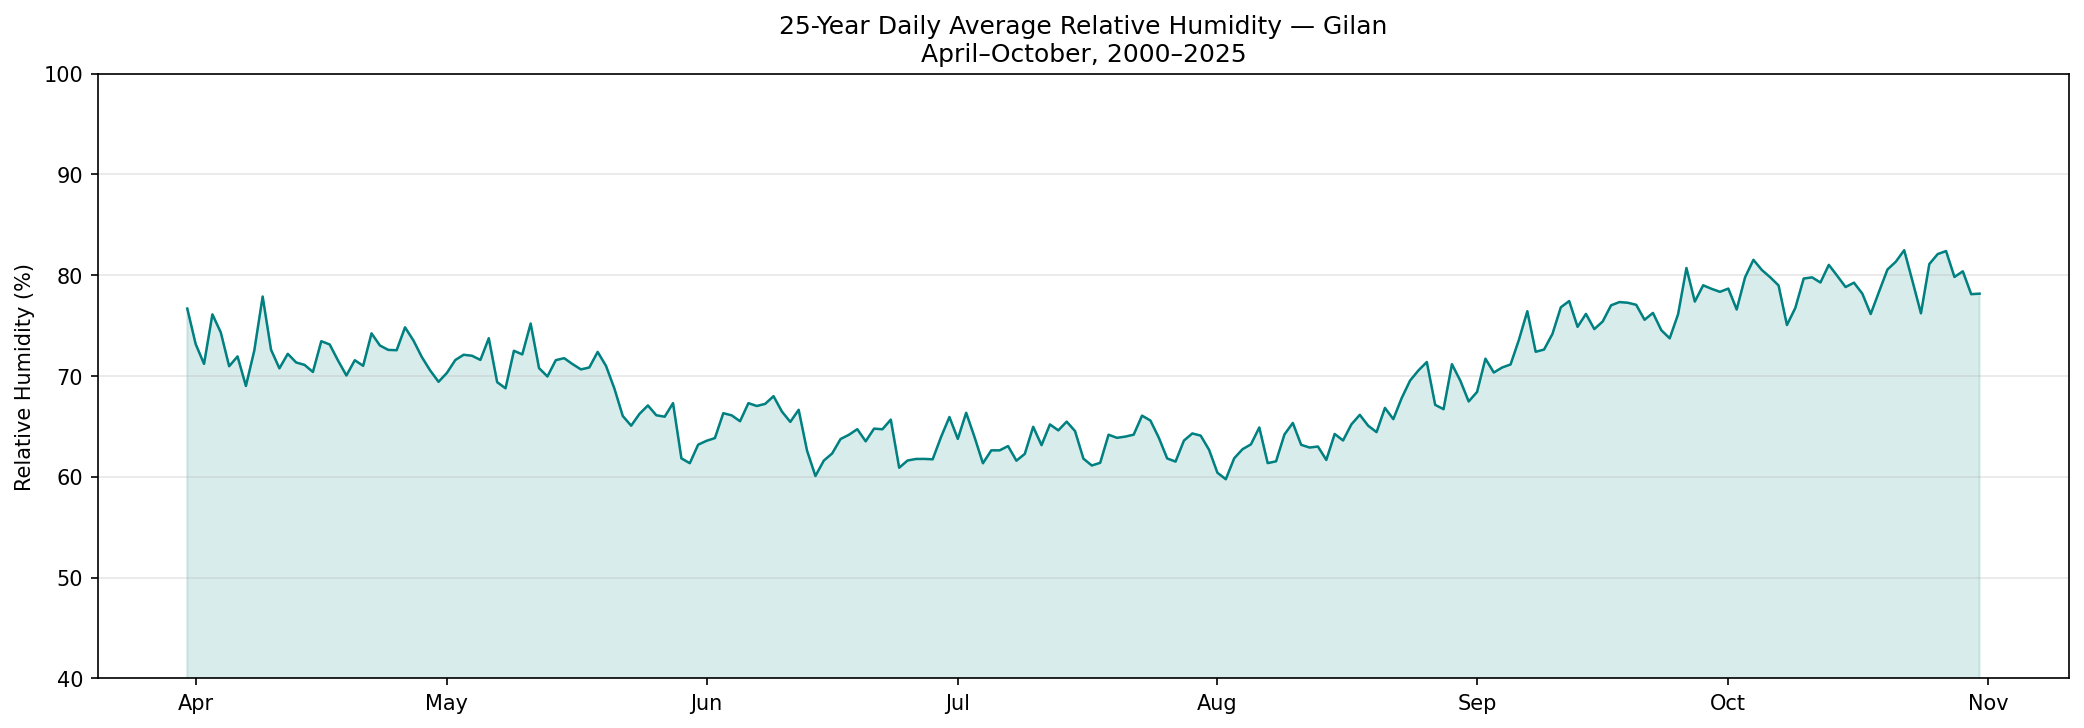 25-Year Daily Average Relative Humidity — Gilan
April–October, 2000–2025
Relative Humidity (%)
100
90
80
70
60
50
40
Apr May Jun Jul Aug Sep Oct Nov